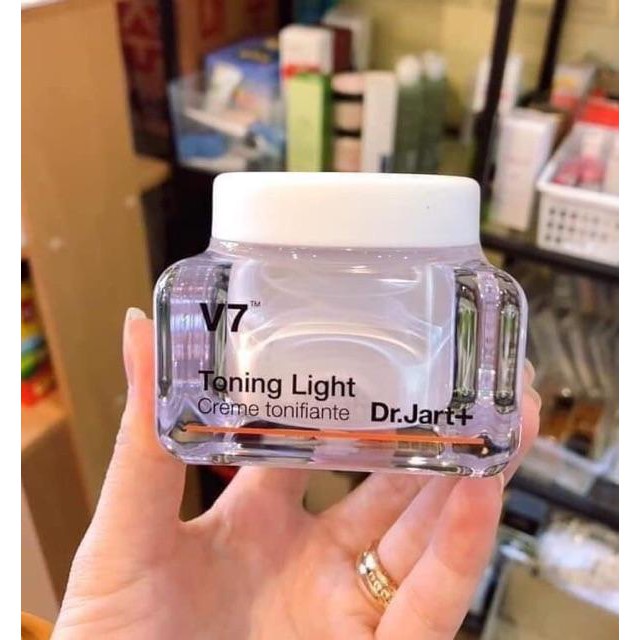 V7™
Toning Light
Creme tonifiante Dr.Jart+